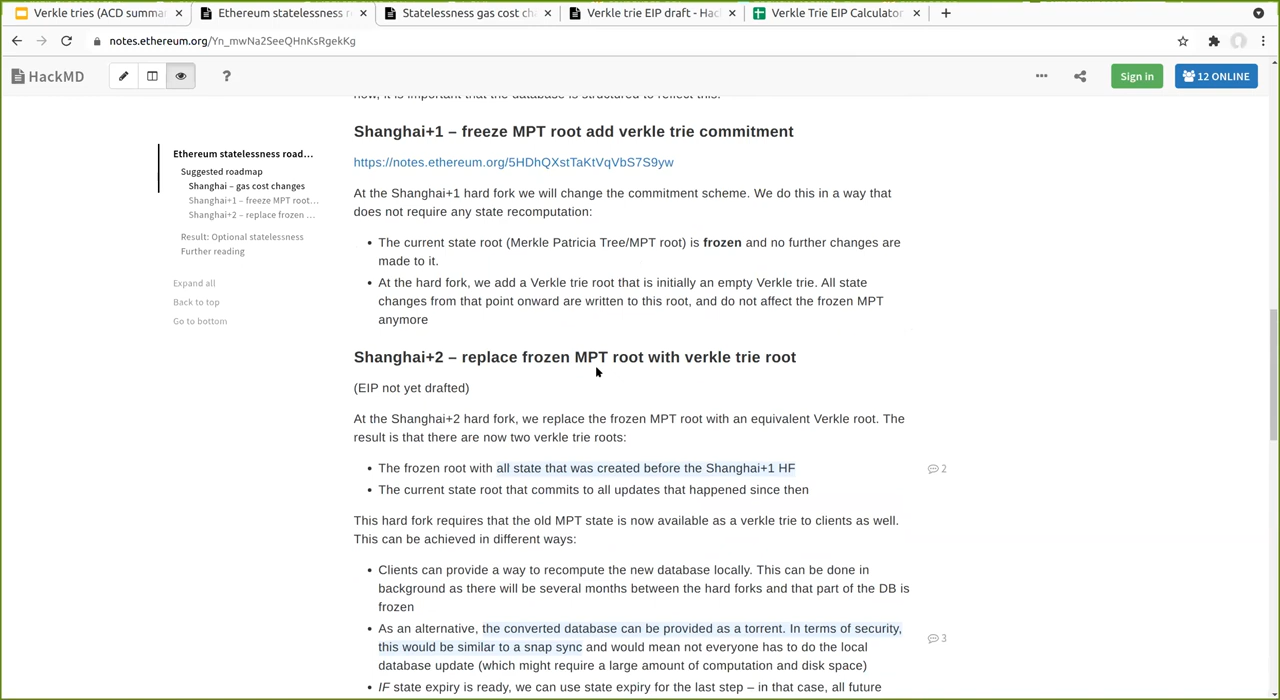 Verkle tries (ACD summa
Ethereum statelessness r
Statelessness gas cost ch
Verkle trie EIP draft - Hac
Verkle Trie EIP Calculator
notes.ethereum.org/Yn_mwNa2SeeQHnKsRgekKg
HackMD
Sign in
12 ONLINE
now, it is important that the database is structured to reflect this.
Ethereum statelessness road…
Suggested roadmap
Shanghai – gas cost changes
Shanghai+1 – freeze MPT root…
Shanghai+2 – replace frozen …
Result: Optional statelessness
Further reading
Expall all
Back to top
Go to bottom
Shanghai+1 – freeze MPT root add verkle trie commitment
https://notes.ethereum.org/5HDhQXstTaKtVqVbS7S9yw
At the Shanghai+1 hard fork we will change the commitment scheme. We do this in a way that
does not require any state recomputation:
• The current state root (Merkle Patricia Tree/MPT root) is frozen and no further changes are
made to it.
• At the hard fork, we add a Verkle trie root that is initially an empty Verkle trie. All state
changes from that point onward are written to this root, and do not affect the frozen MPT
anymore
Shanghai+2 – replace frozen MPT root with verkle trie root
(EIP not yet drafted)
At the Shanghai+2 hard fork, we replace the frozen MPT root with an equivalent Verkle root. The
result is that there are now two verkle trie roots:
• The frozen root with all state that was created before the Shanghai+1 HF
2
• The current state root that commits to all updates that happened since then
This hard fork requires that the old MPT state is now available as a verkle trie to clients as well.
This can be achieved in different ways:
• Clients can provide a way to recompute the new database locally. This can be done in
background as there will be several months between the hard forks and that part of the DB is
frozen
• As an alternative, the converted database can be provided as a torrent. In terms of security,
3
this would be similar to a snap sync and would mean not everyone has to do the local
database update (which might require a large amount of computation and disk space)
• IF state expiry is ready, we can use state expiry for the last step – in that case, all future